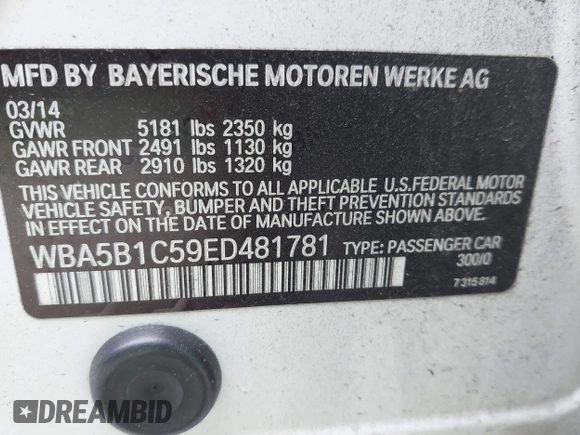 MFD BY BAYERISCHE MOTOREN WERKE AG
03/14
GVWR 5181 lbs 2350 kg
GAWR FRONT 2491 lbs 1130 kg
GAWR REAR 2910 lbs 1320 kg
THIS VEHICLE CONFORMS TO ALL APPLICABLE U.S.FEDERAL MOTOR
VEHICLE SAFETY, BUMPER AND THEFT PREVENTION STANDARDS
IN EFFECT ON THE DATE OF MANUFACTURE SHOWN ABOVE.
WBA5B1C59ED481781 TYPE: PASSENGER CAR
300/0
7315814
DREAMBID